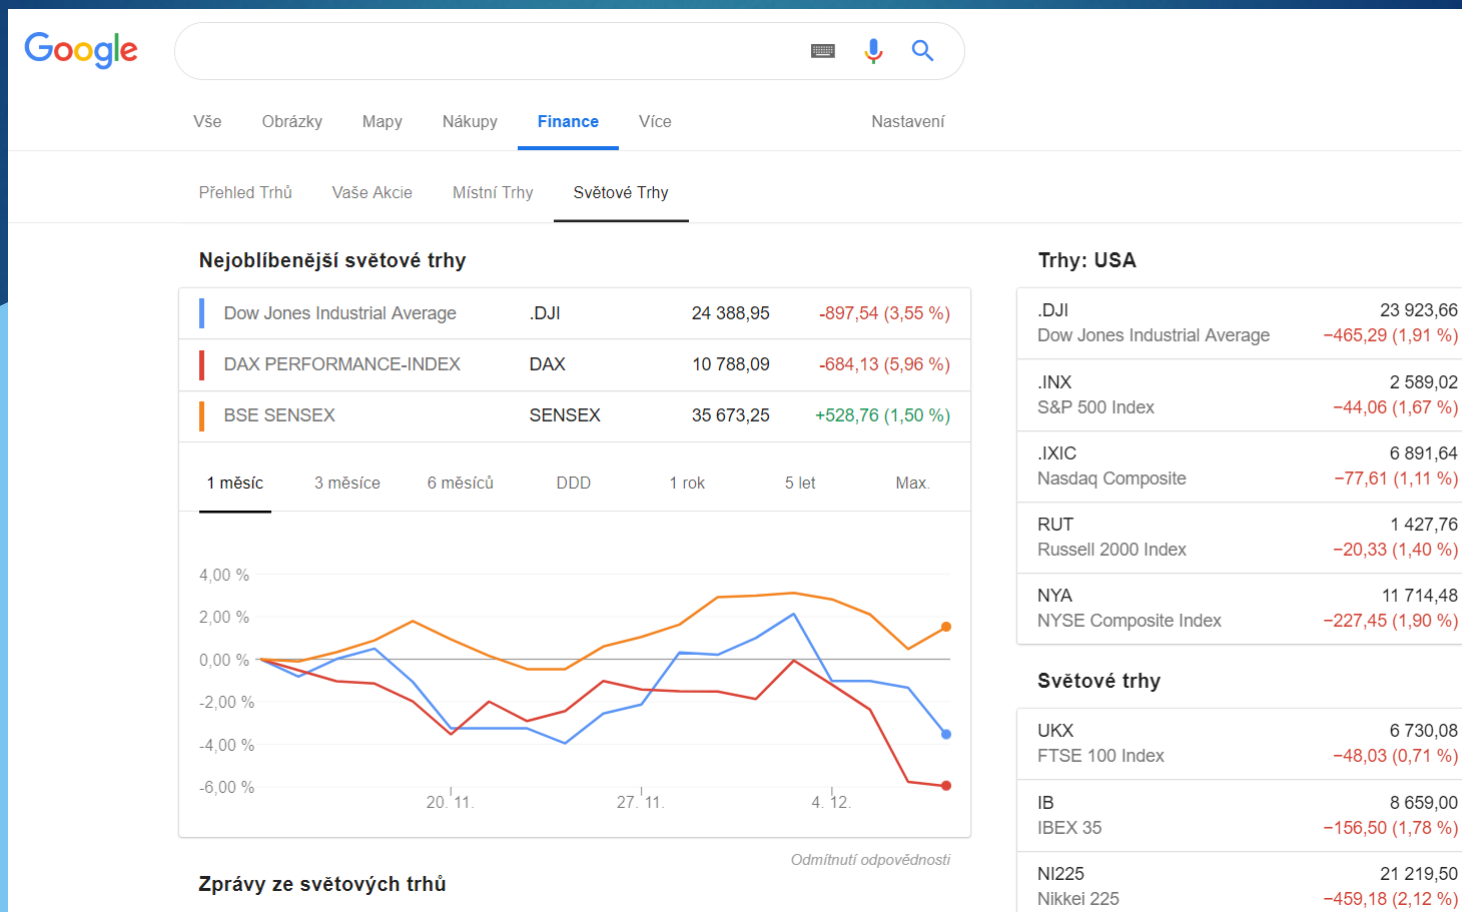 Google
Vše Obrázky Mapy Nákupy Finance Více Nastavení
Přehled Trhů Vaše Akcie Místní Trhy Světové Trhy
Nejoblíbenější světové trhy
Dow Jones Industrial Average .DJI 24 388,95 -897,54 (3,55 %)
DAX PERFORMANCE-INDEX DAX 10 788,09 -684,13 (5,96 %)
BSE SENSEX SENSEX 35 673,25 +528,76 (1,50 %)
1 měsíc 3 měsíce 6 měsíců DDD 1 rok 5 let Max.
4,00 %
2,00 %
0,00 %
-2,00 %
-4,00 %
-6,00 %
20. 11. 27. 11. 4. 12.
Odmítnutí odpovědnosti
Zprávy ze světových trhů
Trhy: USA
.DJI 23 923,66
Dow Jones Industrial Average −465,29 (1,91 %)
.INX 2 589,02
S&P 500 Index −44,06 (1,67 %)
.IXIC 6 891,64
Nasdaq Composite −77,61 (1,11 %)
RUT 1 427,76
Russell 2000 Index −20,33 (1,40 %)
NYA 11 714,48
NYSE Composite Index −227,45 (1,90 %)
Světové trhy
UKX 6 730,08
FTSE 100 Index −48,03 (0,71 %)
IB 8 659,00
IBEX 35 −156,50 (1,78 %)
NI225 21 219,50
Nikkei 225 −459,18 (2,12 %)